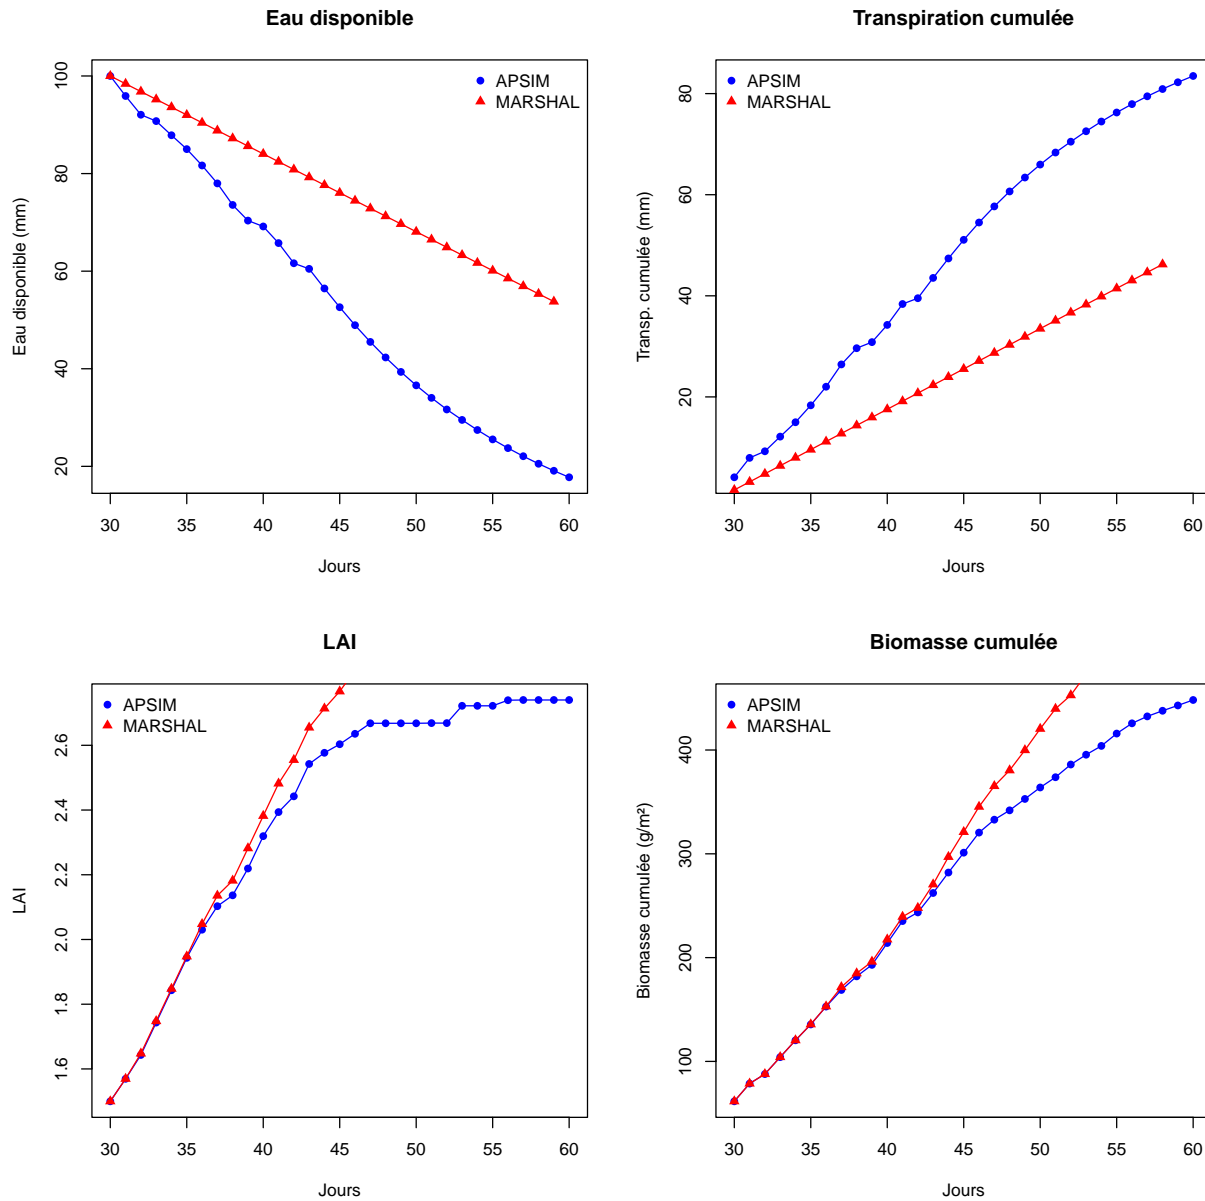 Eau disponible
Eau disponible (mm)
100
80
60
40
20
30 35 40 45 50 55 60
Jours
APSIM
MARSHAL
Transpiration cumulée
Transp. cumulée (mm)
80
60
40
20
30 35 40 45 50 55 60
Jours
APSIM
MARSHAL
LAI
LAI
2.6
2.4
2.2
2.0
1.8
1.6
30 35 40 45 50 55 60
Jours
APSIM
MARSHAL
Biomasse cumulée
Biomasse cumulée (g/m²)
400
300
200
100
30 35 40 45 50 55 60
Jours
APSIM
MARSHAL